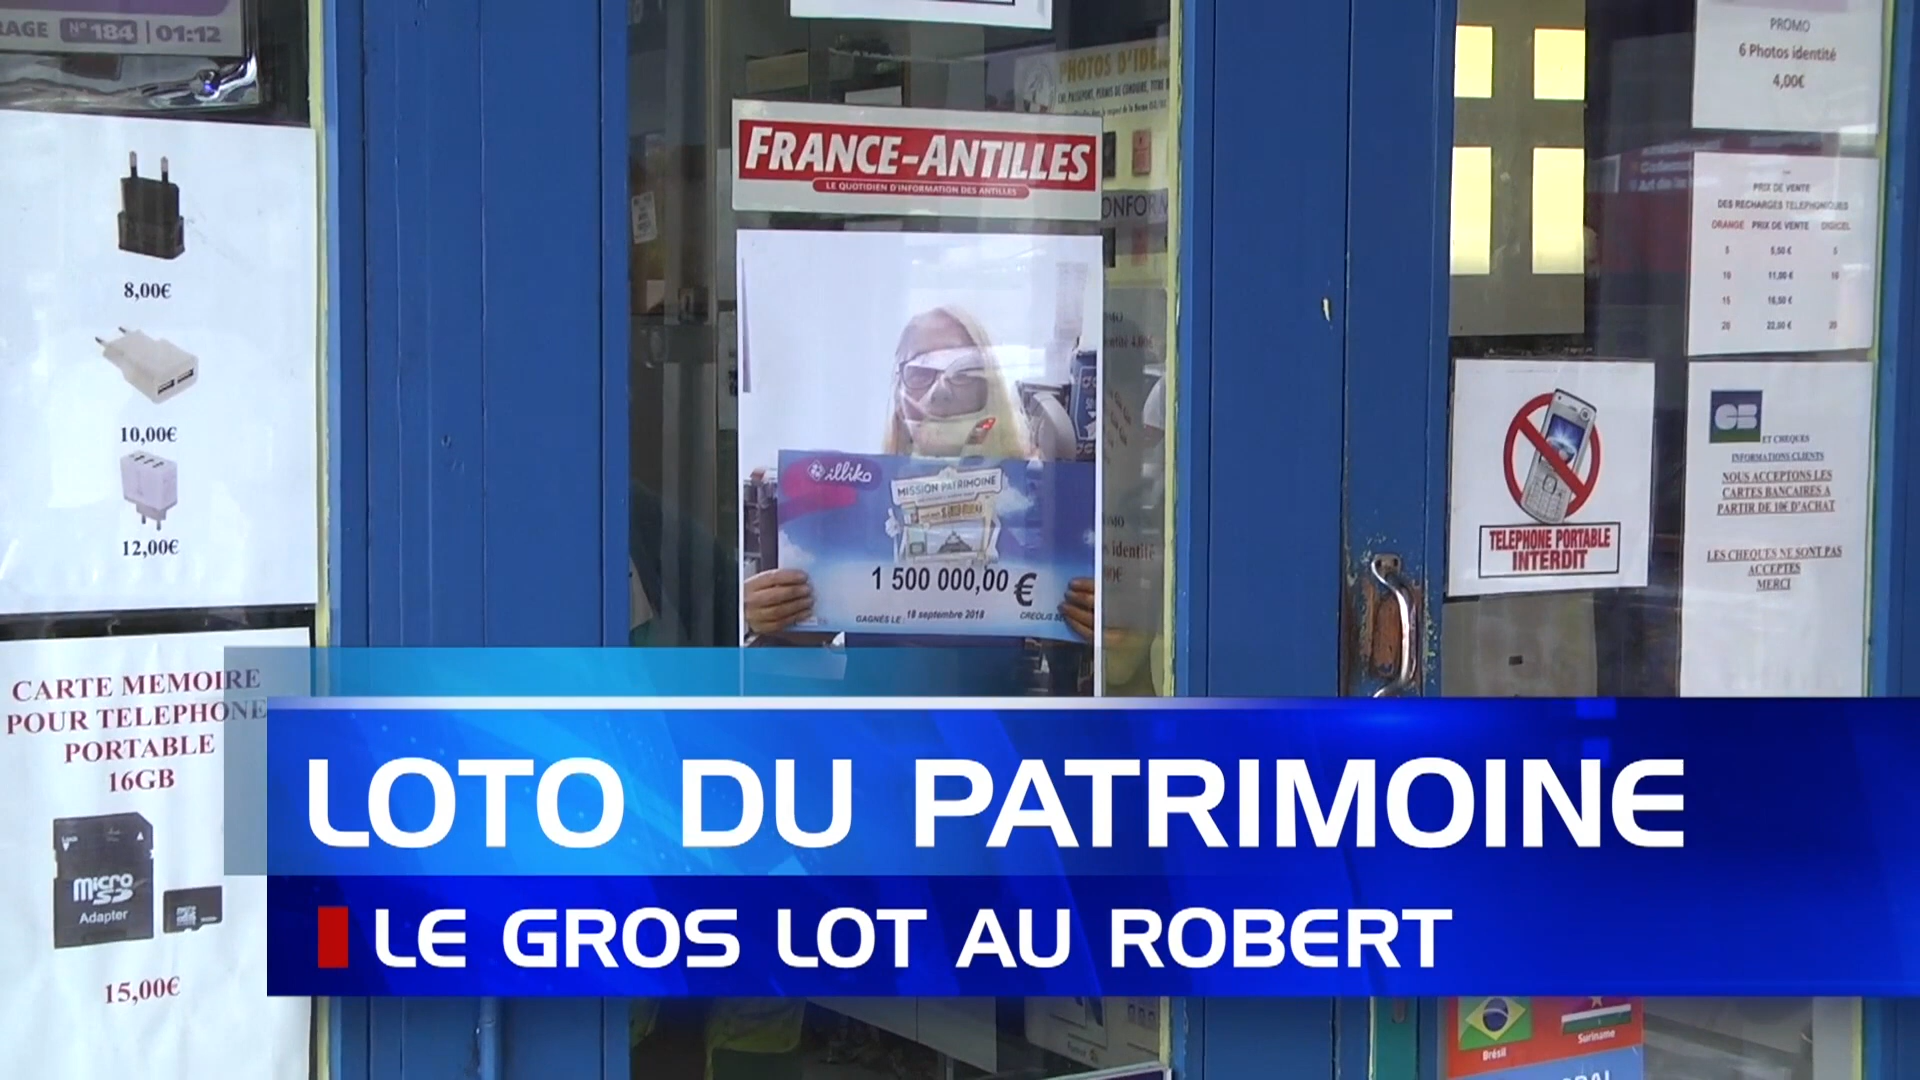 N°184 | 01:12
8,00€
10,00€
12,00€
CARTE MEMOIRE
POUR TELEPHONE
PORTABLE
16GB
micro
SD
Adapter
15,00€
PHOTOS D'IDE
FRANCE-ANTILLES
LE QUOTIDIEN D'INFORMATION DES ANTILLES
illiko
MISSION PATRIMOINE
1 500 000,00 €
GAGNÉS LE : 18 septembre 2018
PROMO
6 Photos identité
4,00€
PRIX DE VENTE
DES RECHARGES TELEPHONIQUES
ORANGE PRIX DE VENTE DIGICEL
5 5,50 € 5
10 11,00 € 10
15 16,50 €
20 22,00 € 20
TELEPHONE PORTABLE
INTERDIT
CB
ET CHEQUES
INFORMATIONS CLIENTS
NOUS ACCEPTONS LES
CARTES BANCAIRES A
PARTIR DE 10€ D'ACHAT
LES CHEQUES NE SONT PAS
ACCEPTES
MERCI
LOTO DU PATRIMOINE
LE GROS LOT AU ROBERT
Brésil
Suriname